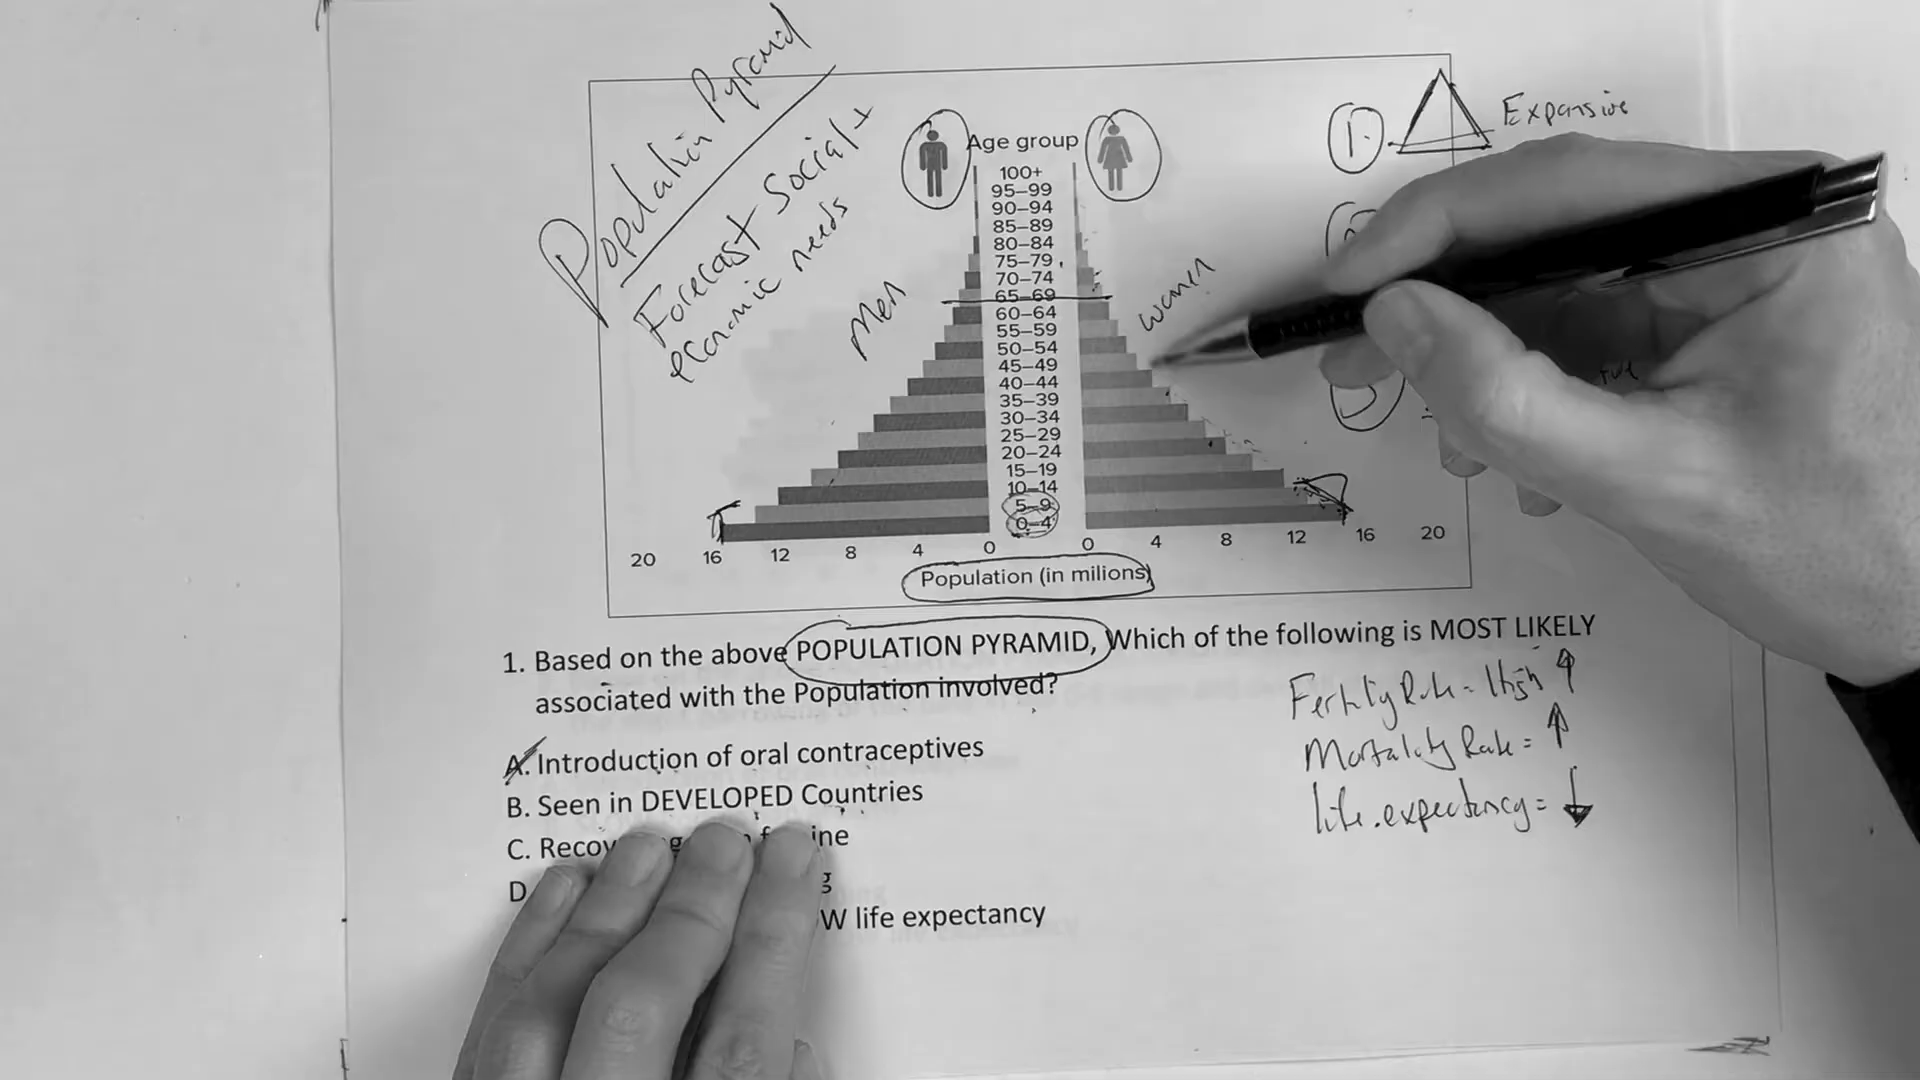 Population Pyramid
Forecast Social +
economic needs
Men
Women
1.
Expansive
Age group
100+
95–99
90–94
85–89
80–84
75–79
70–74
65–69
60–64
55–59
50–54
45–49
40–44
35–39
30–34
25–29
20–24
15–19
10–14
5–9
0–4
20 16 12 8 4 0 0 4 8 12 16 20
Population (in milions)
1. Based on the above POPULATION PYRAMID, Which of the following is MOST LIKELY
associated with the Population involved?
Fertility Rate = High ↑
Mortality Rate = ↑
life expectancy = ↓
A. Introduction of oral contraceptives
B. Seen in DEVELOPED Countries
C.
D
life expectancy